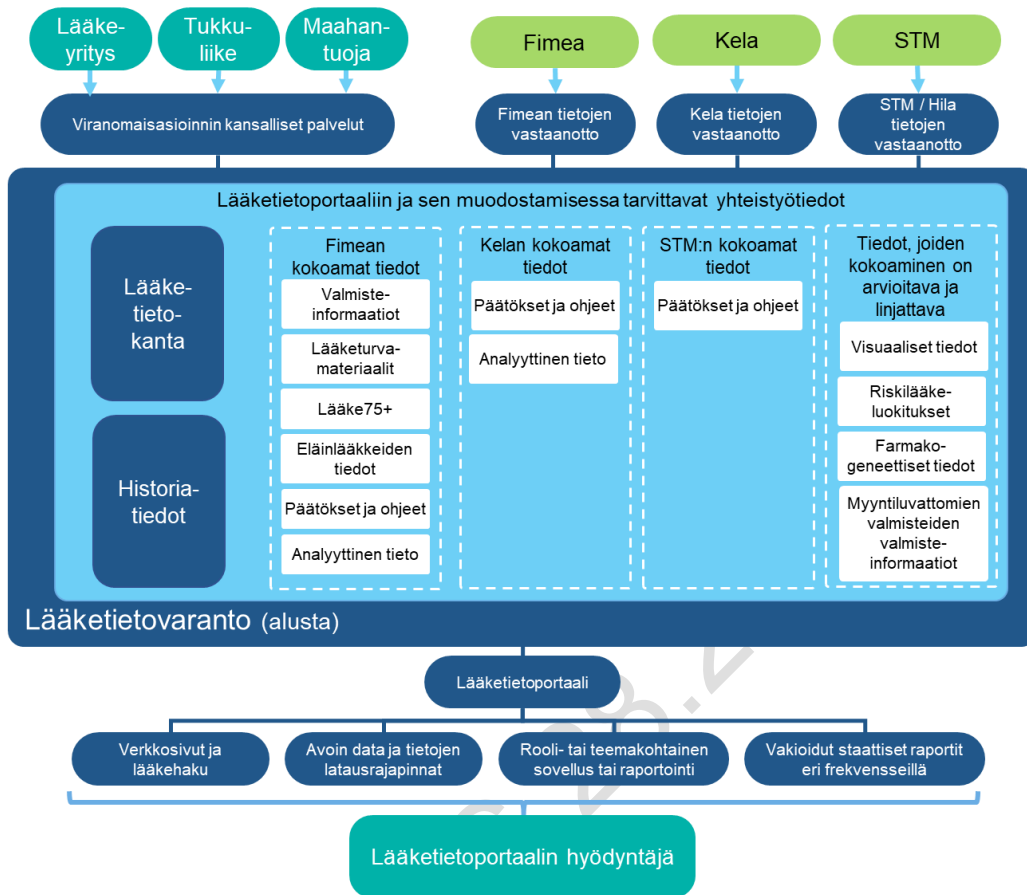 Lääke-
yritys
Tukku-
liike
Maahan-
tuoja
Fimea
Kela
STM
Viranomaisasioinnin kansalliset palvelut
Fimean tietojen
vastaanotto
Kela tietojen
vastaanotto
STM / Hila
tietojen
vastaanotto
Lääketietoportaaliin ja sen muodostamisessa tarvittavat yhteistyötiedot
Lääke-
tieto-
kanta
Historia-
tiedot
Fimean
kokoamat tiedot
Valmiste-
informaatiot
Lääketurva-
materiaalit
Lääke75+
Eläinlääkkeiden
tiedot
Päätökset ja ohjeet
Analyyttinen tieto
Kelan kokoamat
tiedot
Päätökset ja ohjeet
Analyyttinen tieto
STM:n kokoamat
tiedot
Päätökset ja ohjeet
Tiedot, joiden
kokoaminen on
arvioitava ja
linjattava
Visuaaliset tiedot
Riskilääke-
luokitukset
Farmako-
geneettiset tiedot
Myyntiluvattomien
valmisteiden
valmiste-
informaatiot
Lääketietovaranto (alusta)
Lääketietoportaali
Verkkosivut ja
lääkehaku
Avoin data ja tietojen
latausrajapinnat
Rooli- tai teemakohtainen
sovellus tai raportointi
Vakioidut staattiset raportit
eri frekvensseillä
Lääketietoportaalin hyödyntäjä